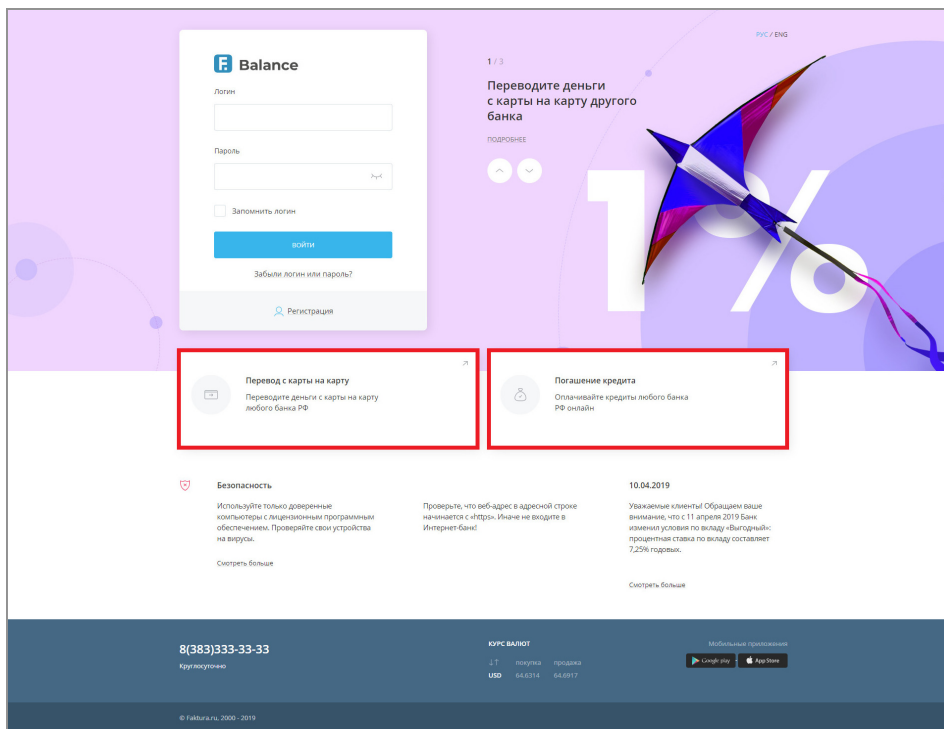 F. Balance
Логин
Пароль
Запомнить логин
ВОЙТИ
Забыли логин или пароль?
Регистрация
РУС / ENG
1 / 3
Переводите деньги
с карты на карту другого
банка
ПОДРОБНЕЕ
1%
Перевод с карты на карту
Переводите деньги с карты на карту
любого банка РФ
Погашение кредита
Оплачивайте кредиты любого банка
РФ онлайн
Безопасность
Используйте только доверенные
компьютеры с лицензионным программным
обеспечением. Проверяйте свои устройства
на вирусы.
Смотреть больше
Проверьте, что веб-адрес в адресной строке
начинается с «https». Иначе не входите в
Интернет-банк!
10.04.2019
Уважаемые клиенты! Обращаем ваше
внимание, что с 11 апреля 2019 Банк
изменил условия по вкладу «Выгодный»:
процентная ставка по вкладу составляет
7,25% годовых.
Смотреть больше
8(383)333-33-33
Круглосуточно
КУРС ВАЛЮТ
↓↑ покупка продажа
USD 64.6314 64.6917
Мобильные приложения
Google play
App Store
© Faktura.ru, 2000 - 2019